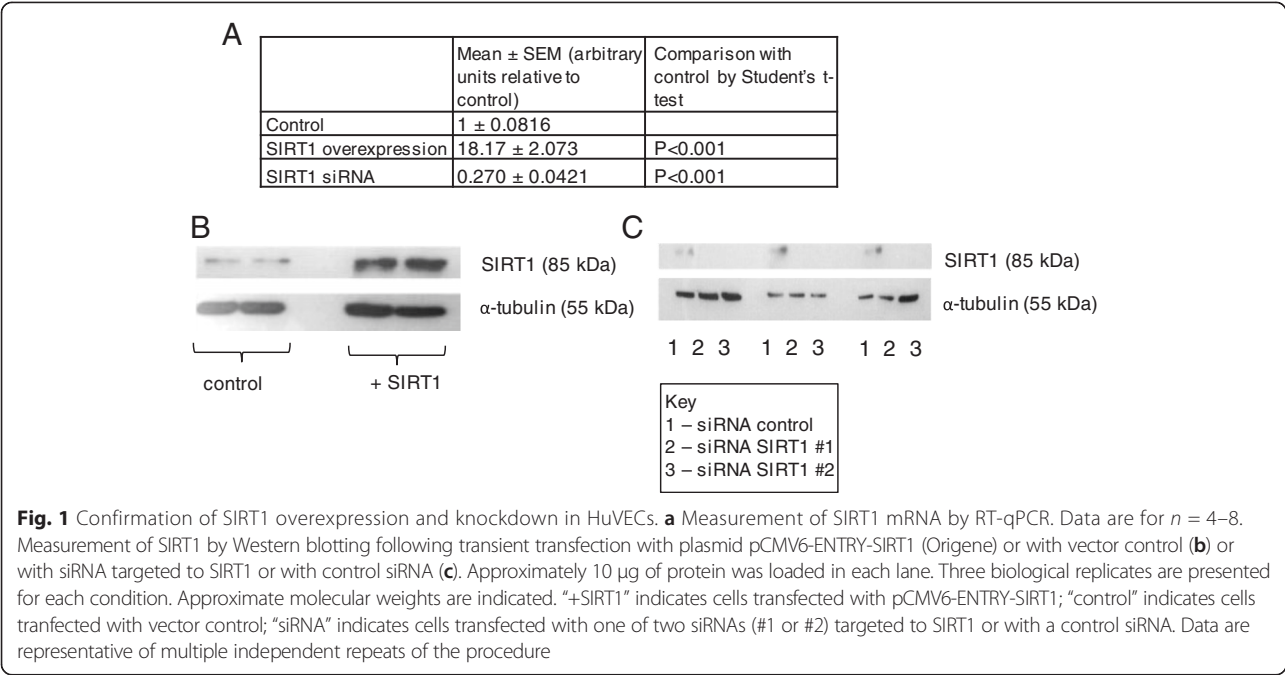 A
Mean ± SEM (arbitrary units relative to control)
Comparison with control by Student's t-test
Control
1 ± 0.0816
SIRT1 overexpression
18.17 ± 2.073
P<0.001
SIRT1 siRNA
0.270 ± 0.0421
P<0.001
B
SIRT1 (85 kDa)
α-tubulin (55 kDa)
control
+ SIRT1
C
SIRT1 (85 kDa)
α-tubulin (55 kDa)
1 2 3 1 2 3 1 2 3
Key
1 – siRNA control
2 – siRNA SIRT1 #1
3 – siRNA SIRT1 #2
Fig. 1 Confirmation of SIRT1 overexpression and knockdown in HuVECs. a Measurement of SIRT1 mRNA by RT-qPCR. Data are for n = 4–8.
Measurement of SIRT1 by Western blotting following transient transfection with plasmid pCMV6-ENTRY-SIRT1 (Origene) or with vector control (b) or
with siRNA targeted to SIRT1 or with control siRNA (c). Approximately 10 μg of protein was loaded in each lane. Three biological replicates are presented
for each condition. Approximate molecular weights are indicated. "+SIRT1" indicates cells transfected with pCMV6-ENTRY-SIRT1; "control" indicates cells
tranfected with vector control; "siRNA" indicates cells transfected with one of two siRNAs (#1 or #2) targeted to SIRT1 or with a control siRNA. Data are
representative of multiple independent repeats of the procedure